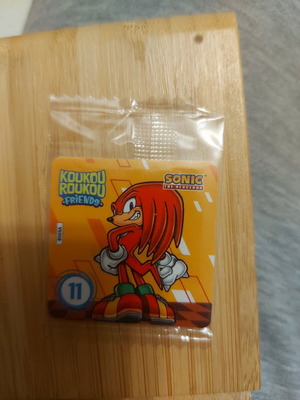 KOUKOU
ROUKOU
FRIENDS
SONIC
THE HEDGEHOG
11